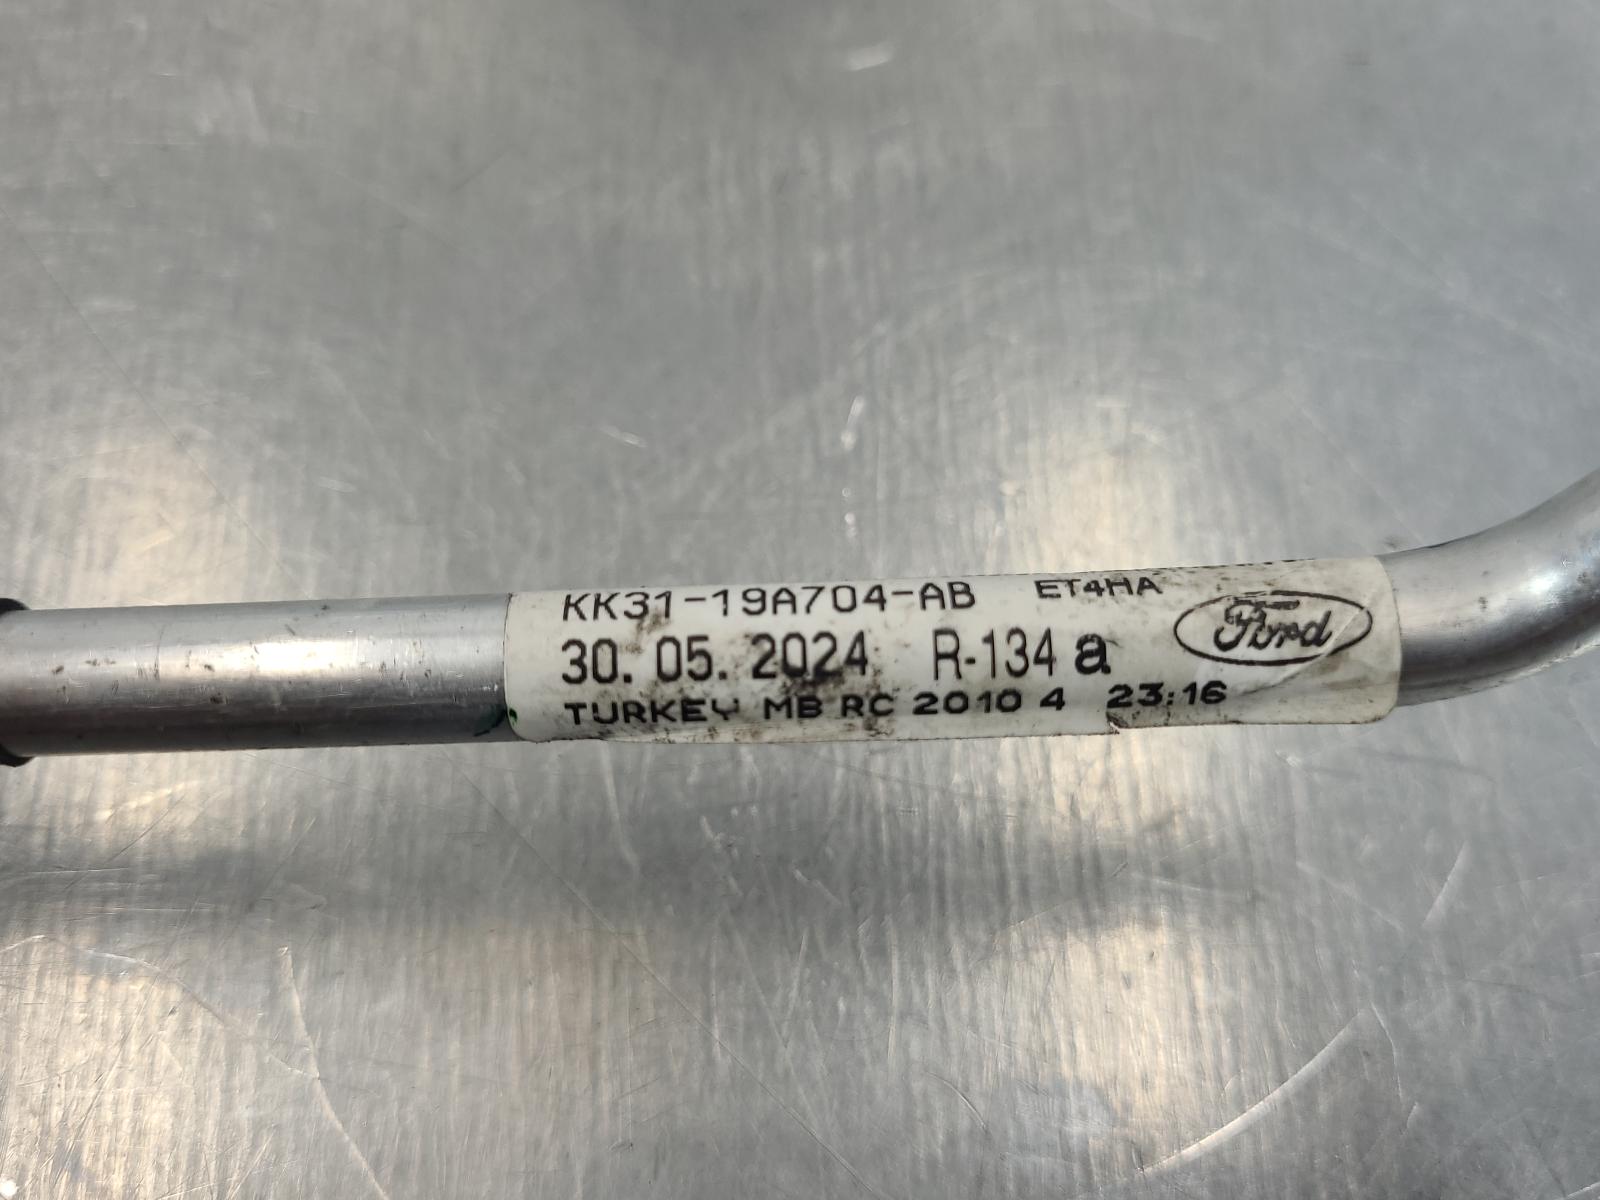 KK31-19A704-AB ET4HA
30. 05. 2024 R-134 a Ford
TURKEY MB RC 2010 4 23:16